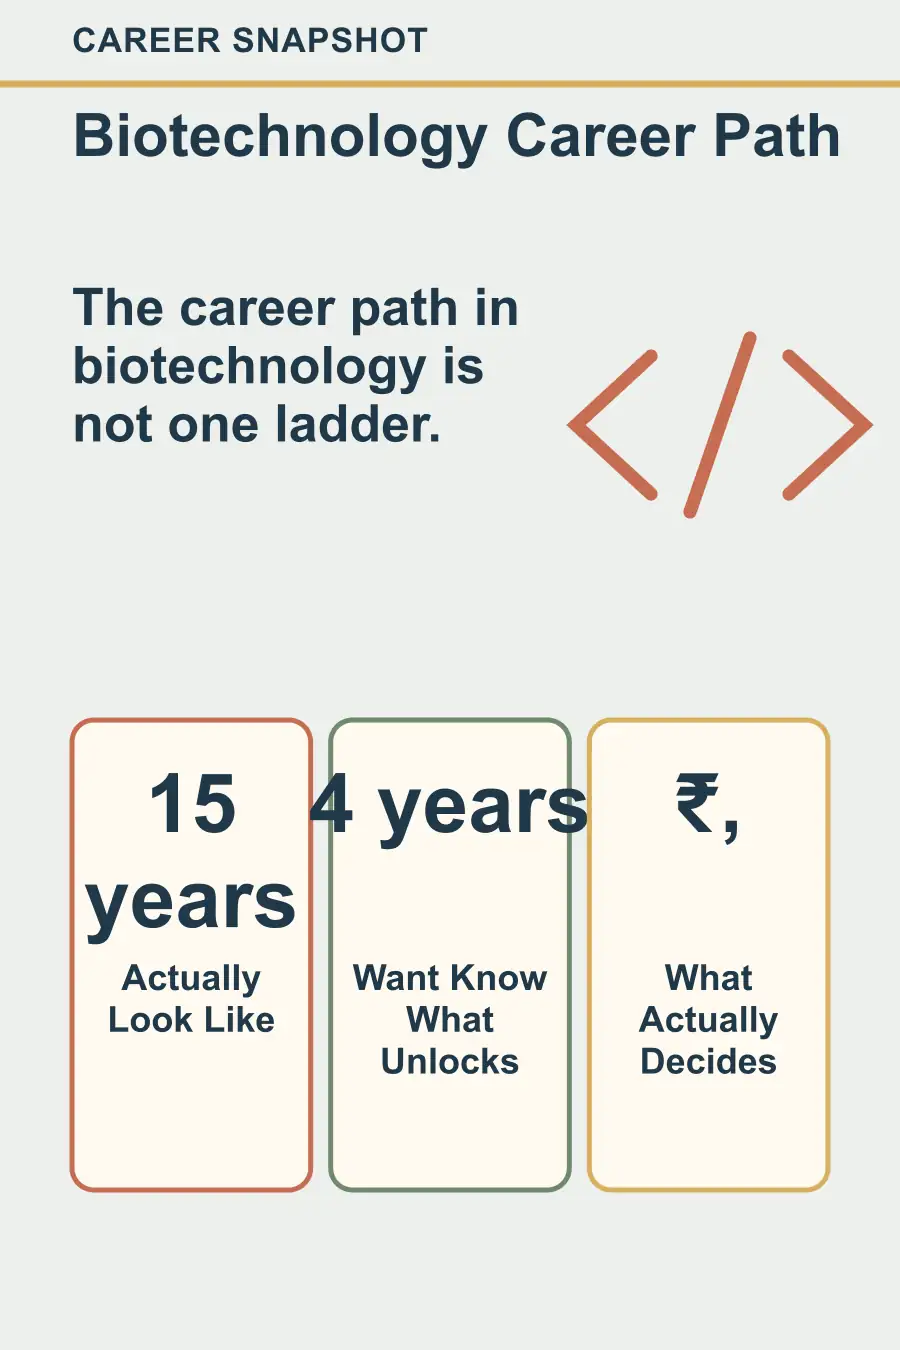 CAREER SNAPSHOT
Biotechnology Career Path
The career path in
biotechnology is
not one ladder.
15
years
Actually
Look Like
4 years
Want Know
What
Unlocks
₹,
What
Actually
Decides